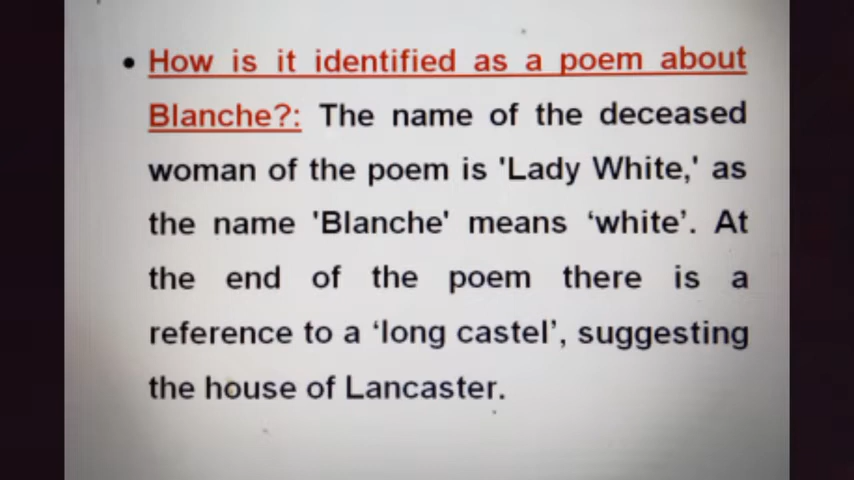 • How is it identified as a poem about
Blanche?: The name of the deceased
woman of the poem is 'Lady White,' as
the name 'Blanche' means ‘white’. At
the end of the poem there is a
reference to a ‘long castel’, suggesting
the house of Lancaster.